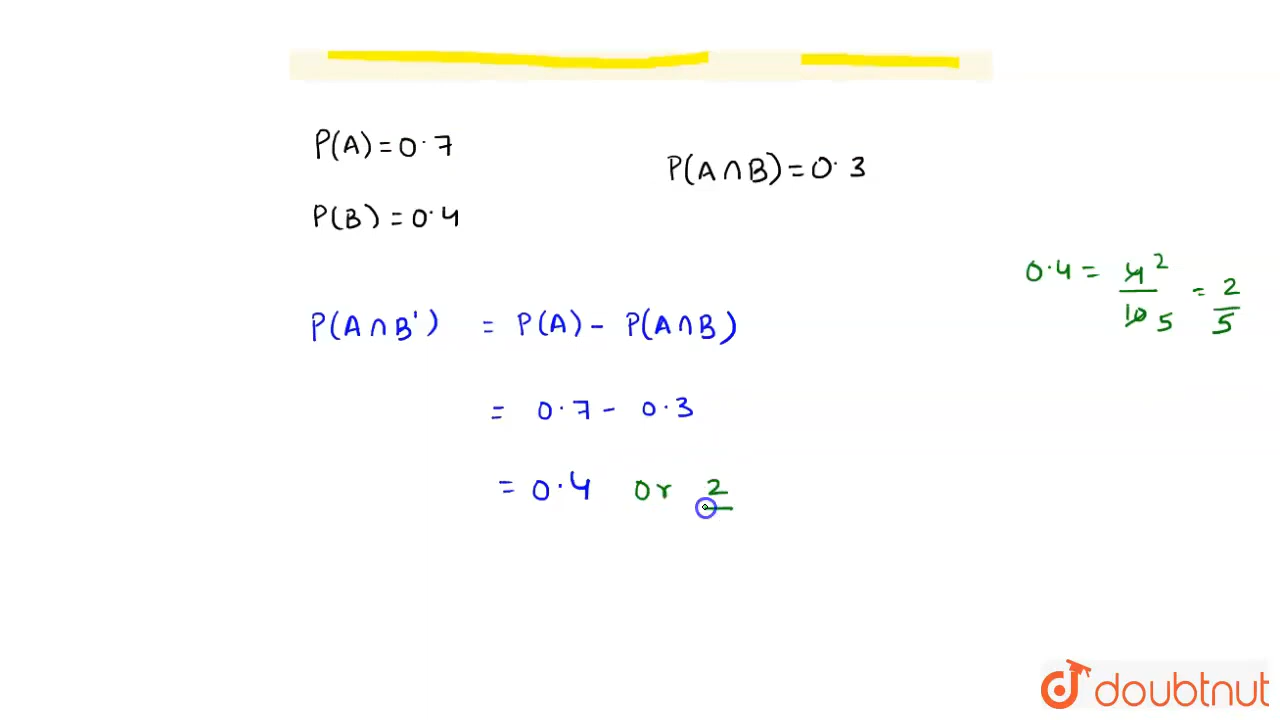 P(A) = 0.7
P(A ∩ B) = 0.3
P(B) = 0.4
0.4 = 4/10 2 5 = 2/5
P(A ∩ B') = P(A) - P(A ∩ B)
= 0.7 - 0.3
= 0.4 or 2
doubtnut